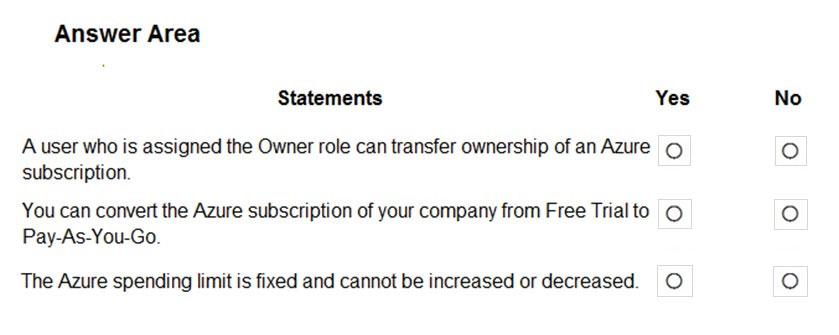 Answer Area
Statements Yes No
A user who is assigned the Owner role can transfer ownership of an Azure
subscription.
You can convert the Azure subscription of your company from Free Trial to
Pay-As-You-Go.
The Azure spending limit is fixed and cannot be increased or decreased.